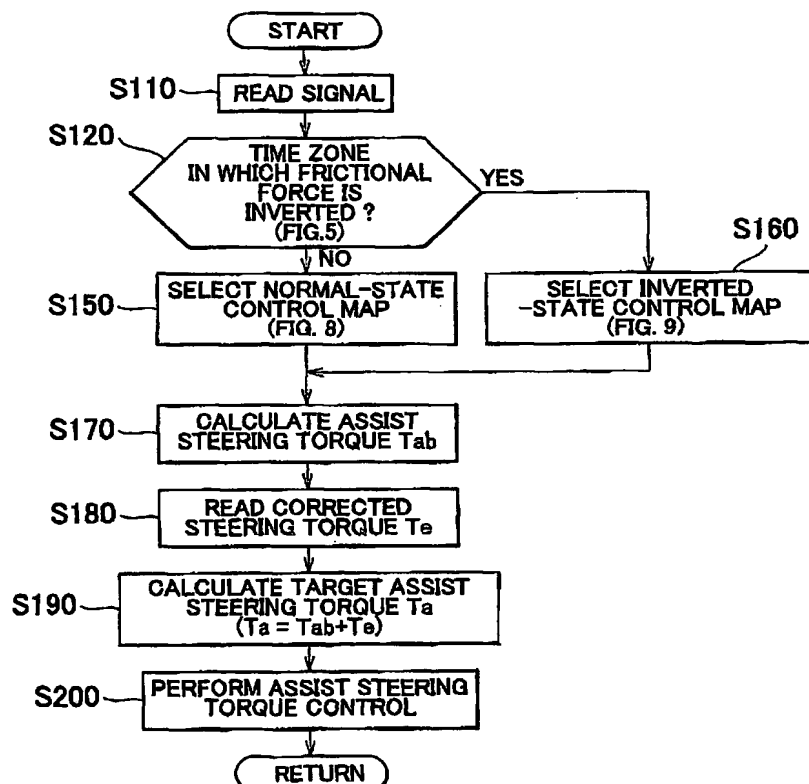 START
S110
READ SIGNAL
S120
TIME ZONE
IN WHICH FRICTIONAL
FORCE IS
INVERTED ?
(FIG.5)
YES
NO
S150
SELECT NORMAL-STATE
CONTROL MAP
(FIG. 8)
S160
SELECT INVERTED
-STATE CONTROL MAP
(FIG. 9)
S170
CALCULATE ASSIST
STEERING TORQUE Tab
S180
READ CORRECTED
STEERING TORQUE Te
S190
CALCULATE TARGET ASSIST
STEERING TORQUE Ta
(Ta = Tab+Te)
S200
PERFORM ASSIST STEERING
TORQUE CONTROL
RETURN